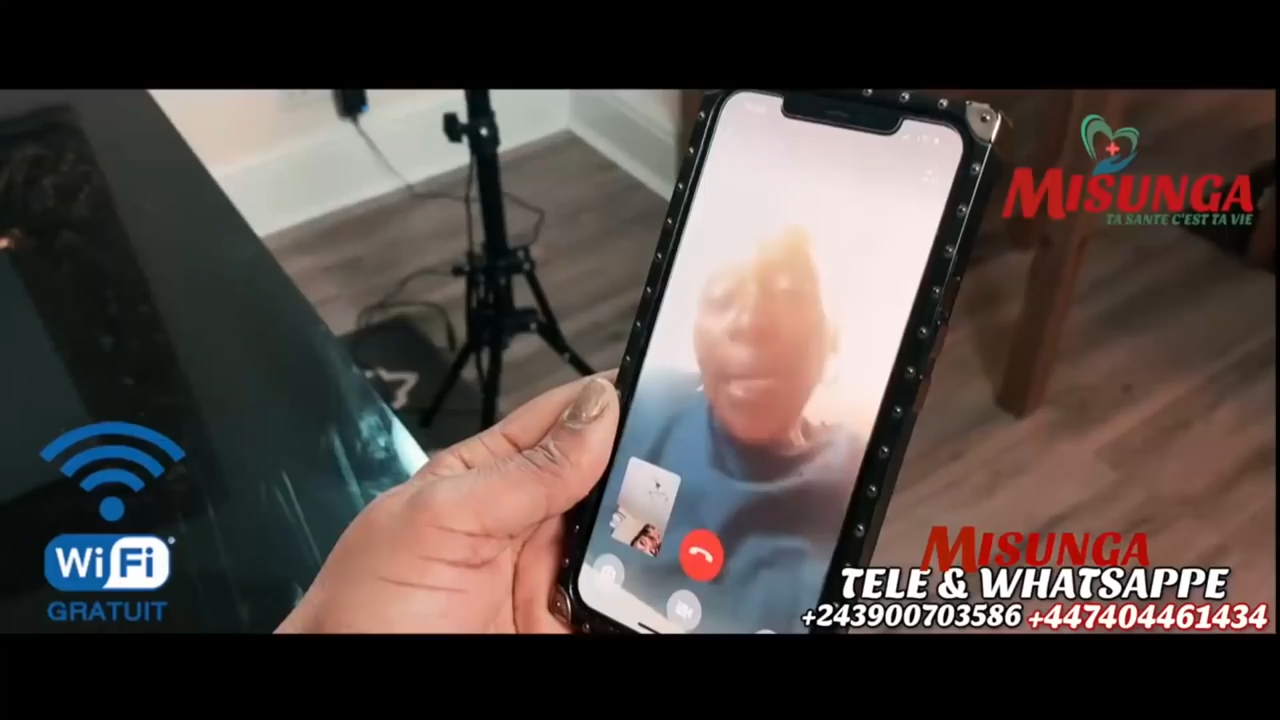 MISUNGA
TA SANTE C'EST TA VIE
Wi Fi
GRATUIT
MISUNGA
TELE & WHATSAPPE
+243900703586 +447404461434